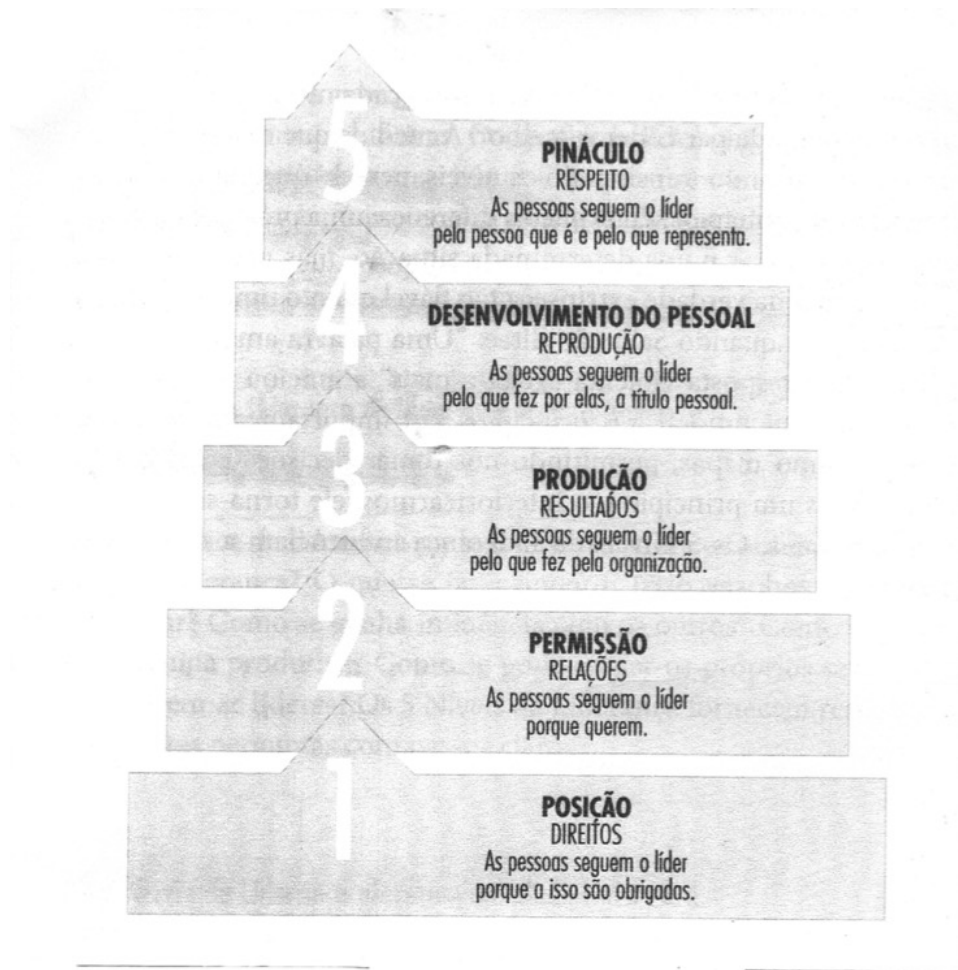 5
PINÁCULO
RESPEITO
As pessoas seguem o líder
pela pessoa que é e pelo que representa.
4
DESENVOLVIMENTO DO PESSOAL
REPRODUÇÃO
As pessoas seguem o líder
pelo que fez por elas, a título pessoal.
3
PRODUÇÃO
RESULTADOS
As pessoas seguem o líder
pelo que fez pela organização.
2
PERMISSÃO
RELAÇÕES
As pessoas seguem o líder
porque querem.
1
POSIÇÃO
DIREITOS
As pessoas seguem o líder
porque a isso são obrigadas.